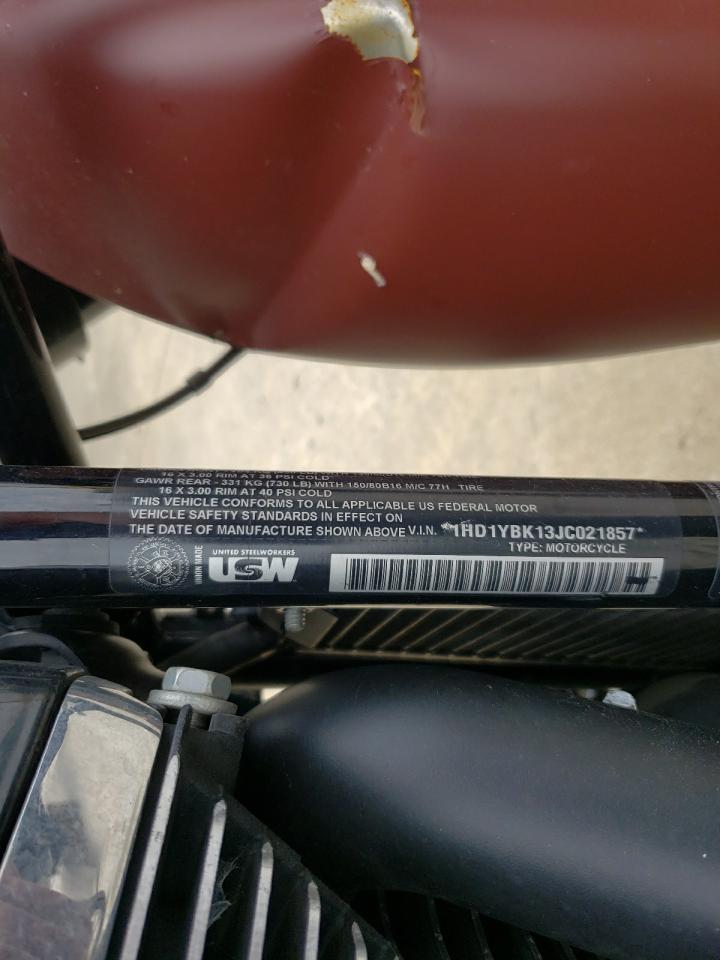 16 X 3.00 RIM AT 36 PSI COLD
GAWR REAR - 331 KG (730 LB) WITH 150/80B16 M/C 77H TIRE
16 X 3.00 RIM AT 40 PSI COLD
THIS VEHICLE CONFORMS TO ALL APPLICABLE US FEDERAL MOTOR
VEHICLE SAFETY STANDARDS IN EFFECT ON
THE DATE OF MANUFACTURE SHOWN ABOVE V.I.N. *1HD1YBK13JC021857*
TYPE: MOTORCYCLE
UNION MADE
UNITED STEELWORKERS
USW